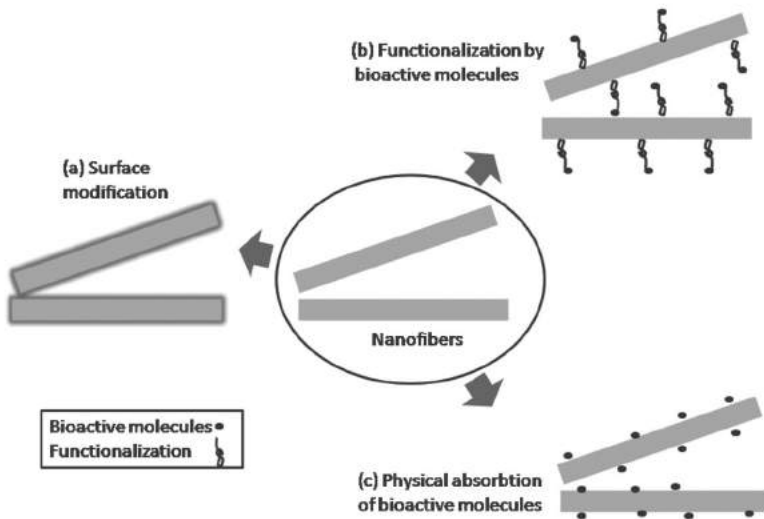 (b) Functionalization by
bioactive molecules
(a) Surface
modification
Nanofibers
Bioactive molecules
Functionalization
(c) Physical absorbtion
of bioactive molecules